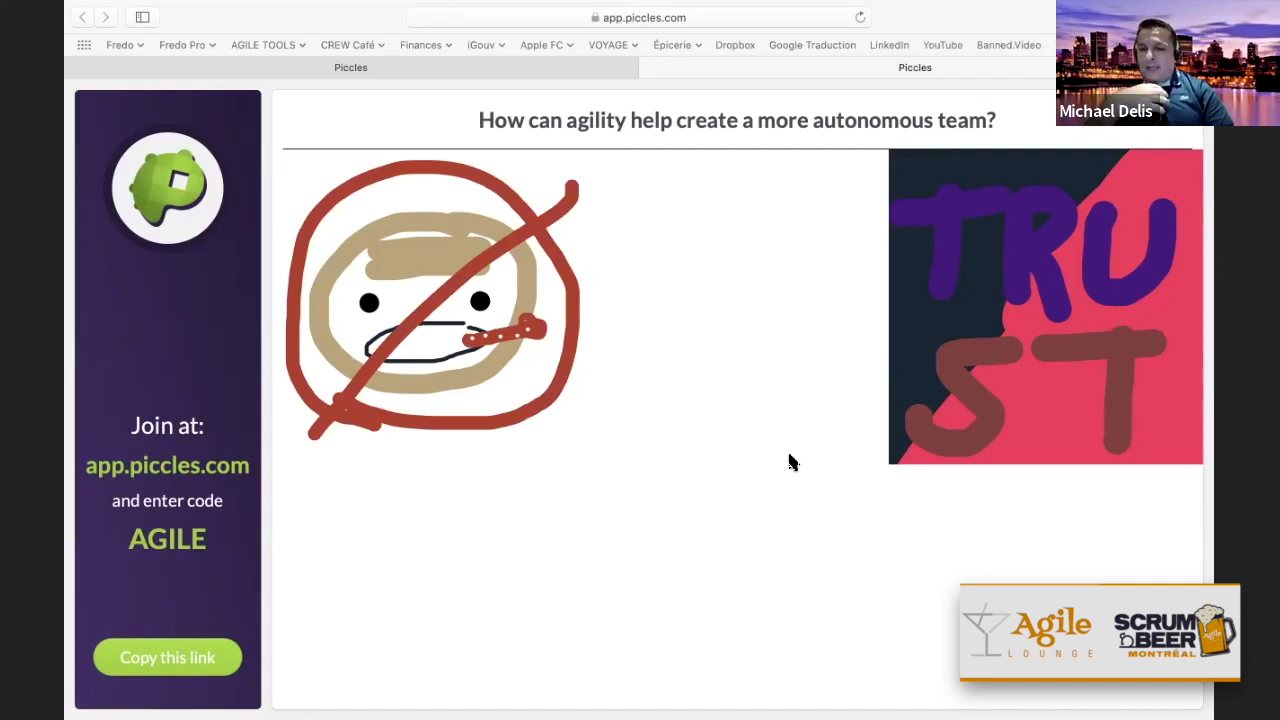 app.piccles.com
Fredo
Fredo Pro
AGILE TOOLS
CREW Café
Finances
iGouv
Apple FC
VOYAGE
Épicerie
Dropbox
Google Traduction
LinkedIn
YouTube
Banned.Video
Piccles
Piccles
Michael Delis
How can agility help create a more autonomous team?
TRU
ST
Join at:
app.piccles.com
and enter code
AGILE
Copy this link
Agile
LOUNGE
SCRUM
BEER
MONTRÉAL
Agile